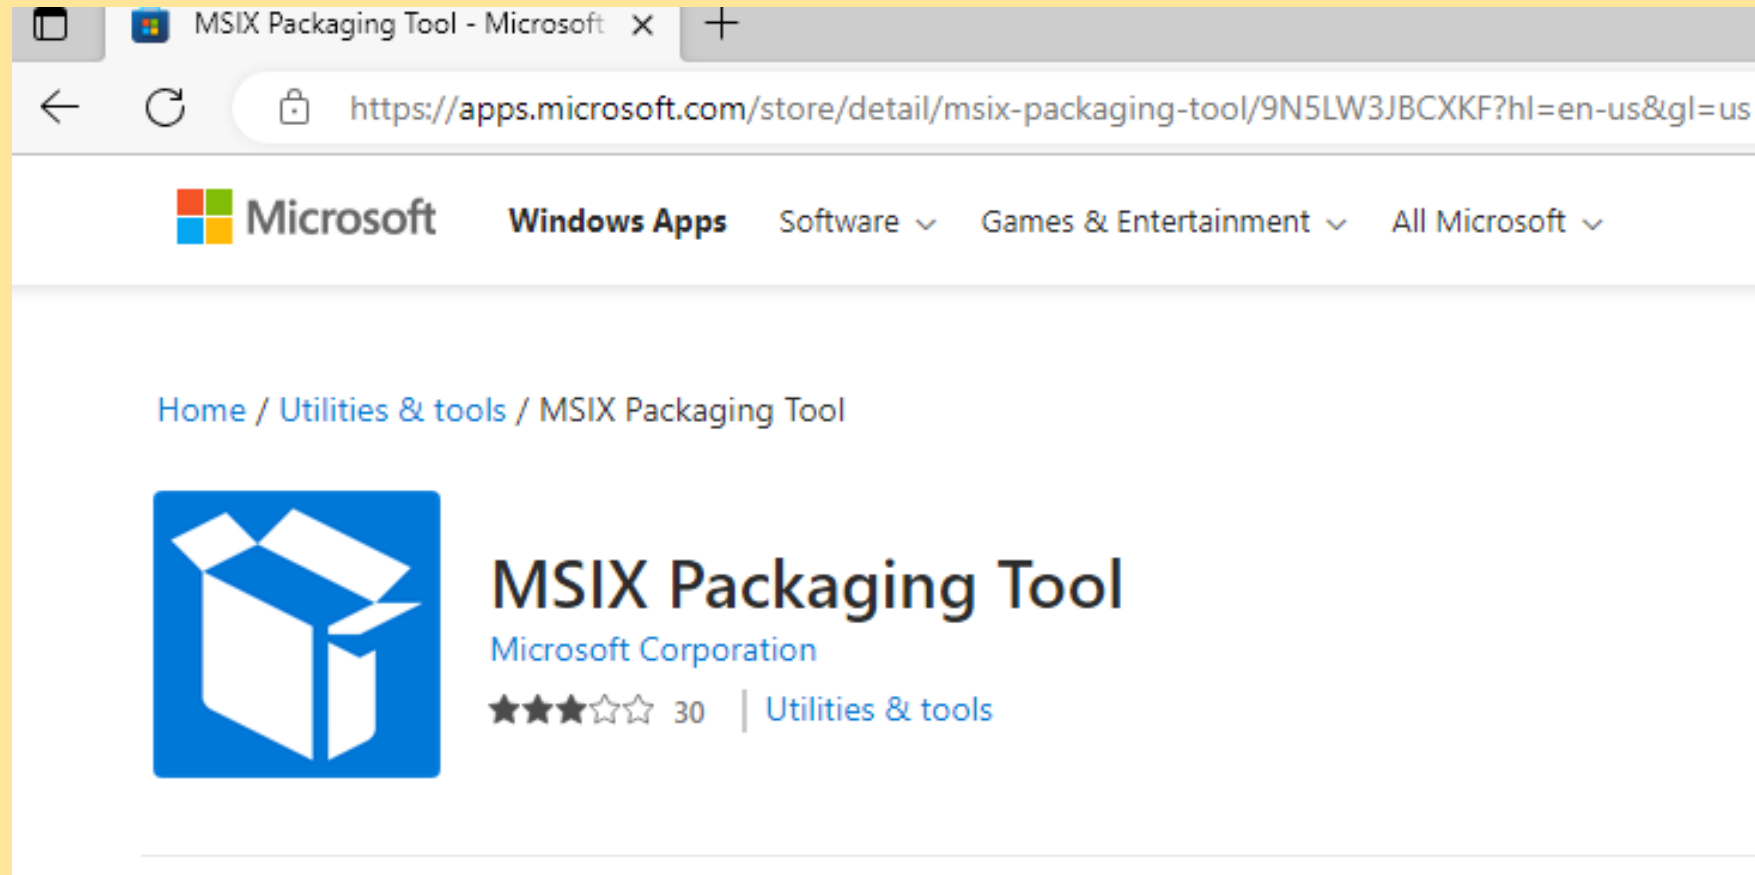 MSIX Packaging Tool - Microsoft
https://apps.microsoft.com/store/detail/msix-packaging-tool/9N5LW3JBCXKF?hl=en-us&gl=us
Microsoft Windows Apps Software Games & Entertainment All Microsoft
Home / Utilities & tools / MSIX Packaging Tool
MSIX Packaging Tool
Microsoft Corporation
30 | Utilities & tools